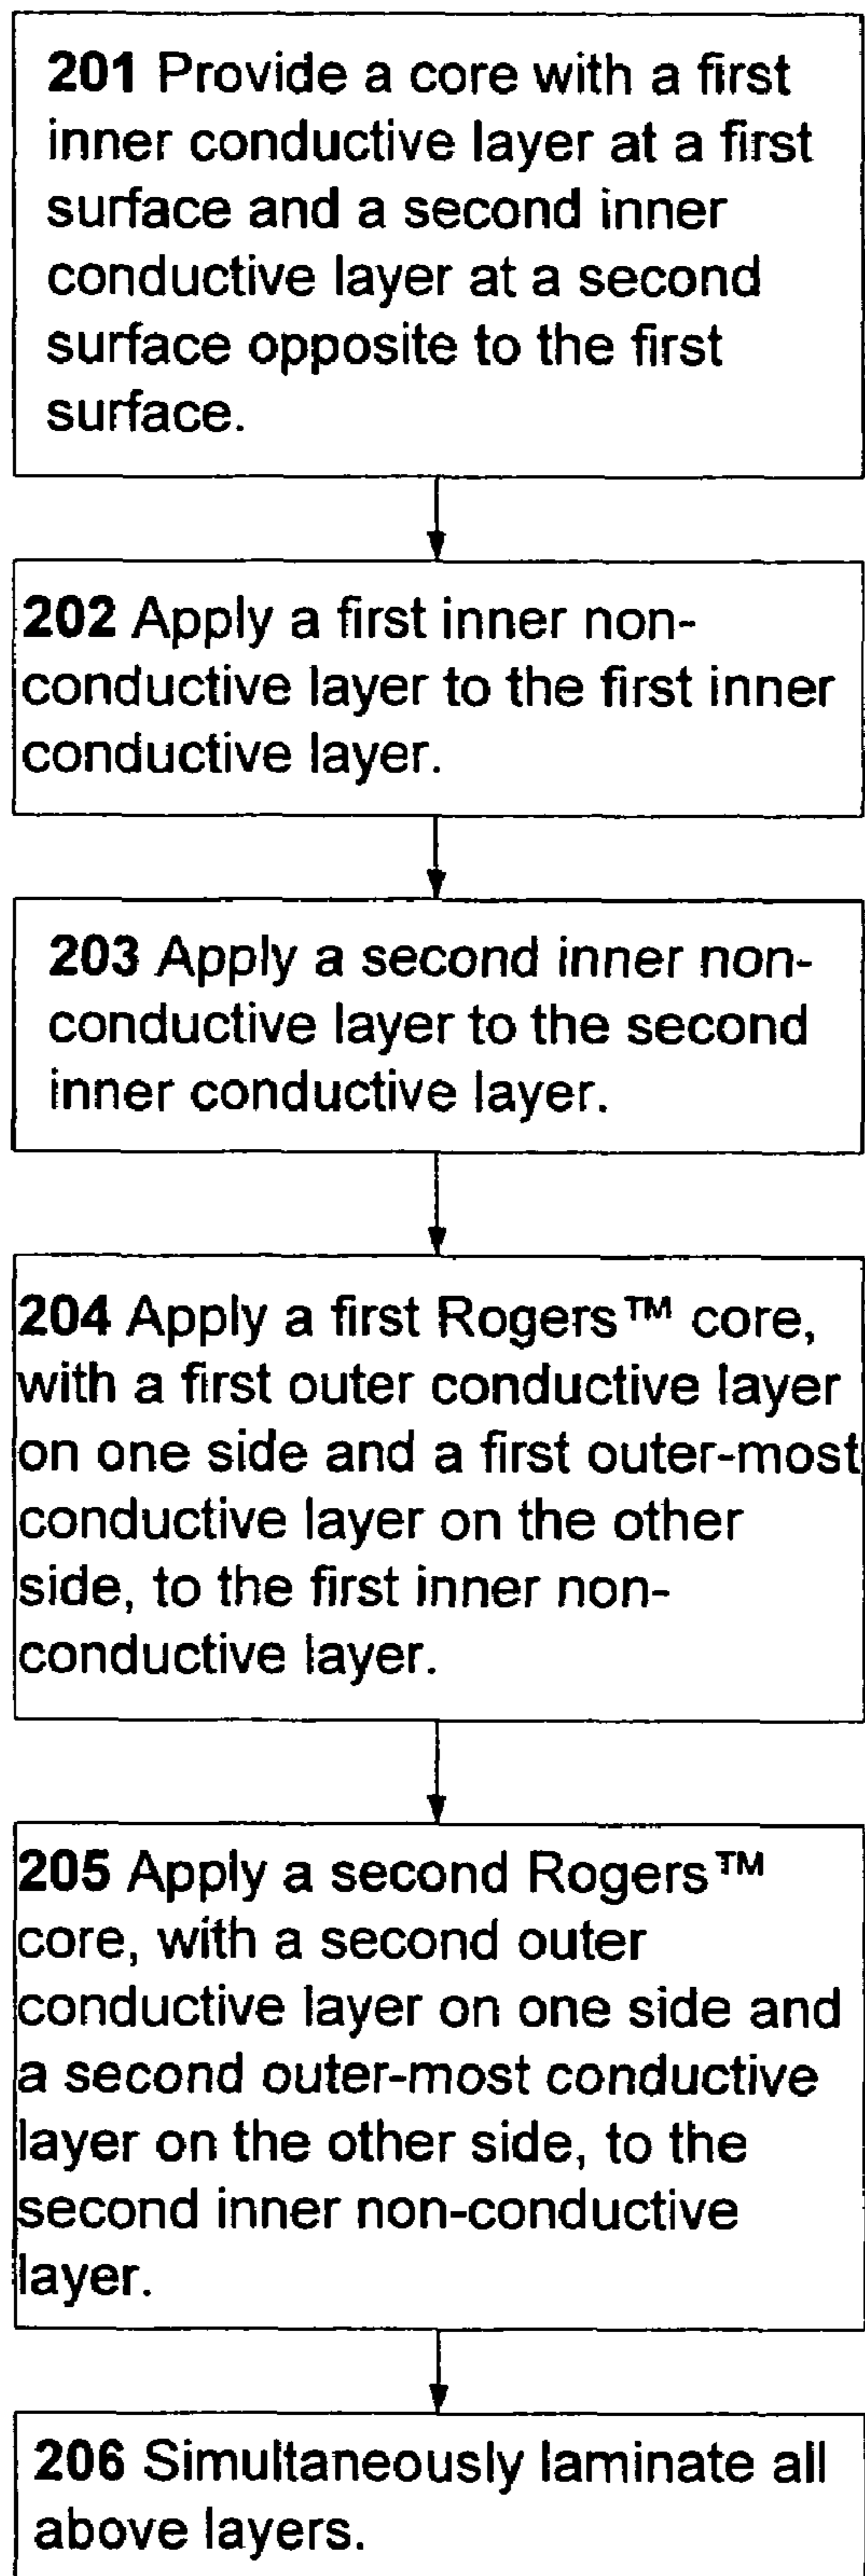 201 Provide a core with a first
inner conductive layer at a first
surface and a second inner
conductive layer at a second
surface opposite to the first
surface.
202 Apply a first inner non-
conductive layer to the first inner
conductive layer.
203 Apply a second inner non-
conductive layer to the second
inner conductive layer.
204 Apply a first Rogers™ core,
with a first outer conductive layer
on one side and a first outer-most
conductive layer on the other
side, to the first inner non-
conductive layer.
205 Apply a second Rogers™
core, with a second outer
conductive layer on one side and
a second outer-most conductive
layer on the other side, to the
second inner non-conductive
layer.
206 Simultaneously laminate all
above layers.